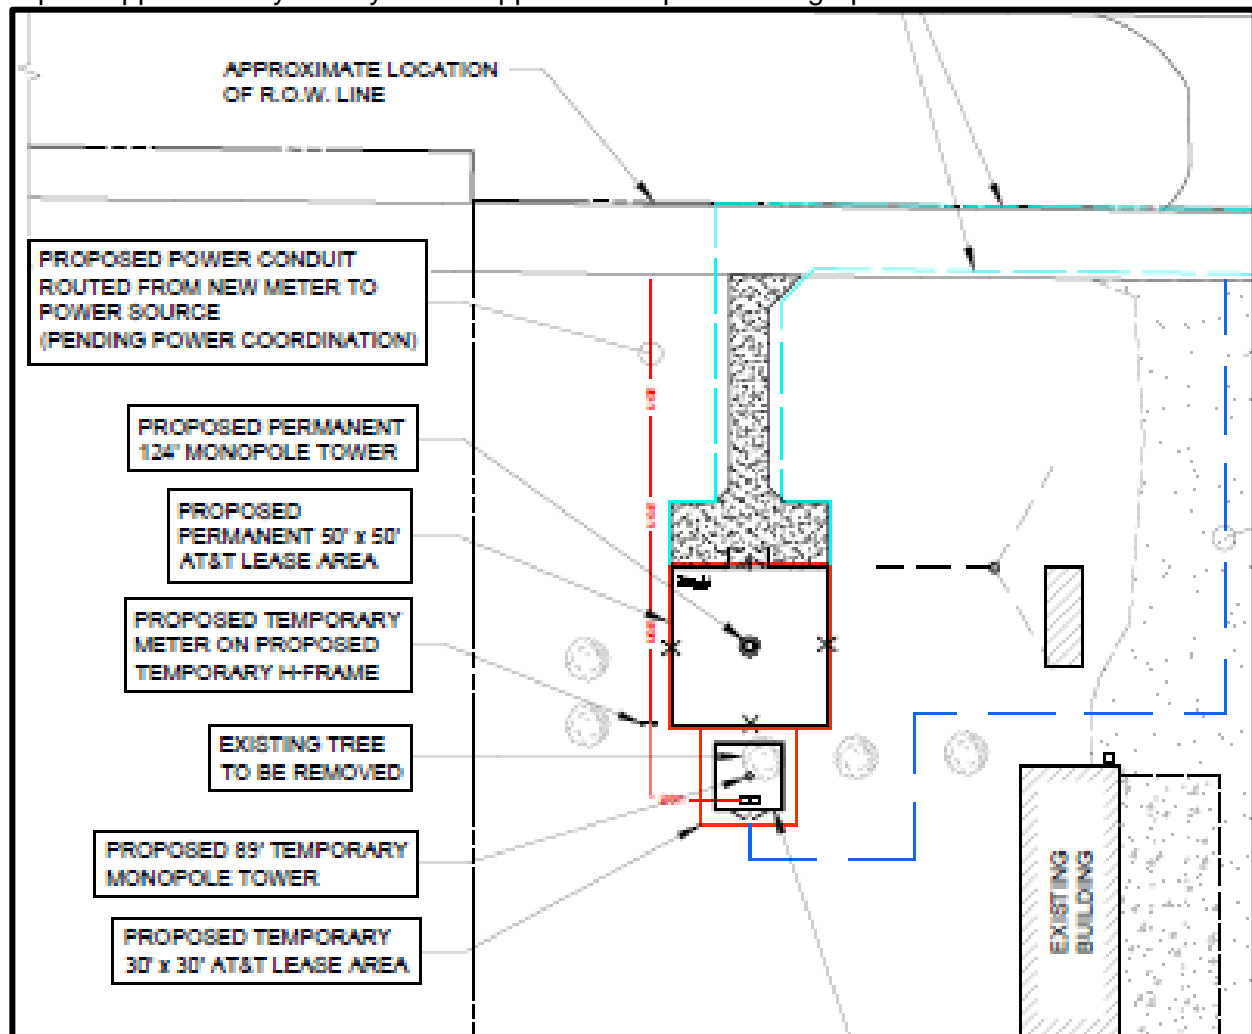 APPROXIMATE LOCATION
OF R.O.W. LINE
PROPOSED POWER CONDUIT
ROUTED FROM NEW METER TO
POWER SOURCE
(PENDING POWER COORDINATION)
PROPOSED PERMANENT
124' MONOPOLE TOWER
PROPOSED
PERMANENT 50' x 50'
AT&T LEASE AREA
PROPOSED TEMPORARY
METER ON PROPOSED
TEMPORARY H-FRAME
EXISTING TREE
TO BE REMOVED
PROPOSED 89' TEMPORARY
MONOPOLE TOWER
PROPOSED TEMPORARY
30' x 30' AT&T LEASE AREA
EXISTING
BUILDING